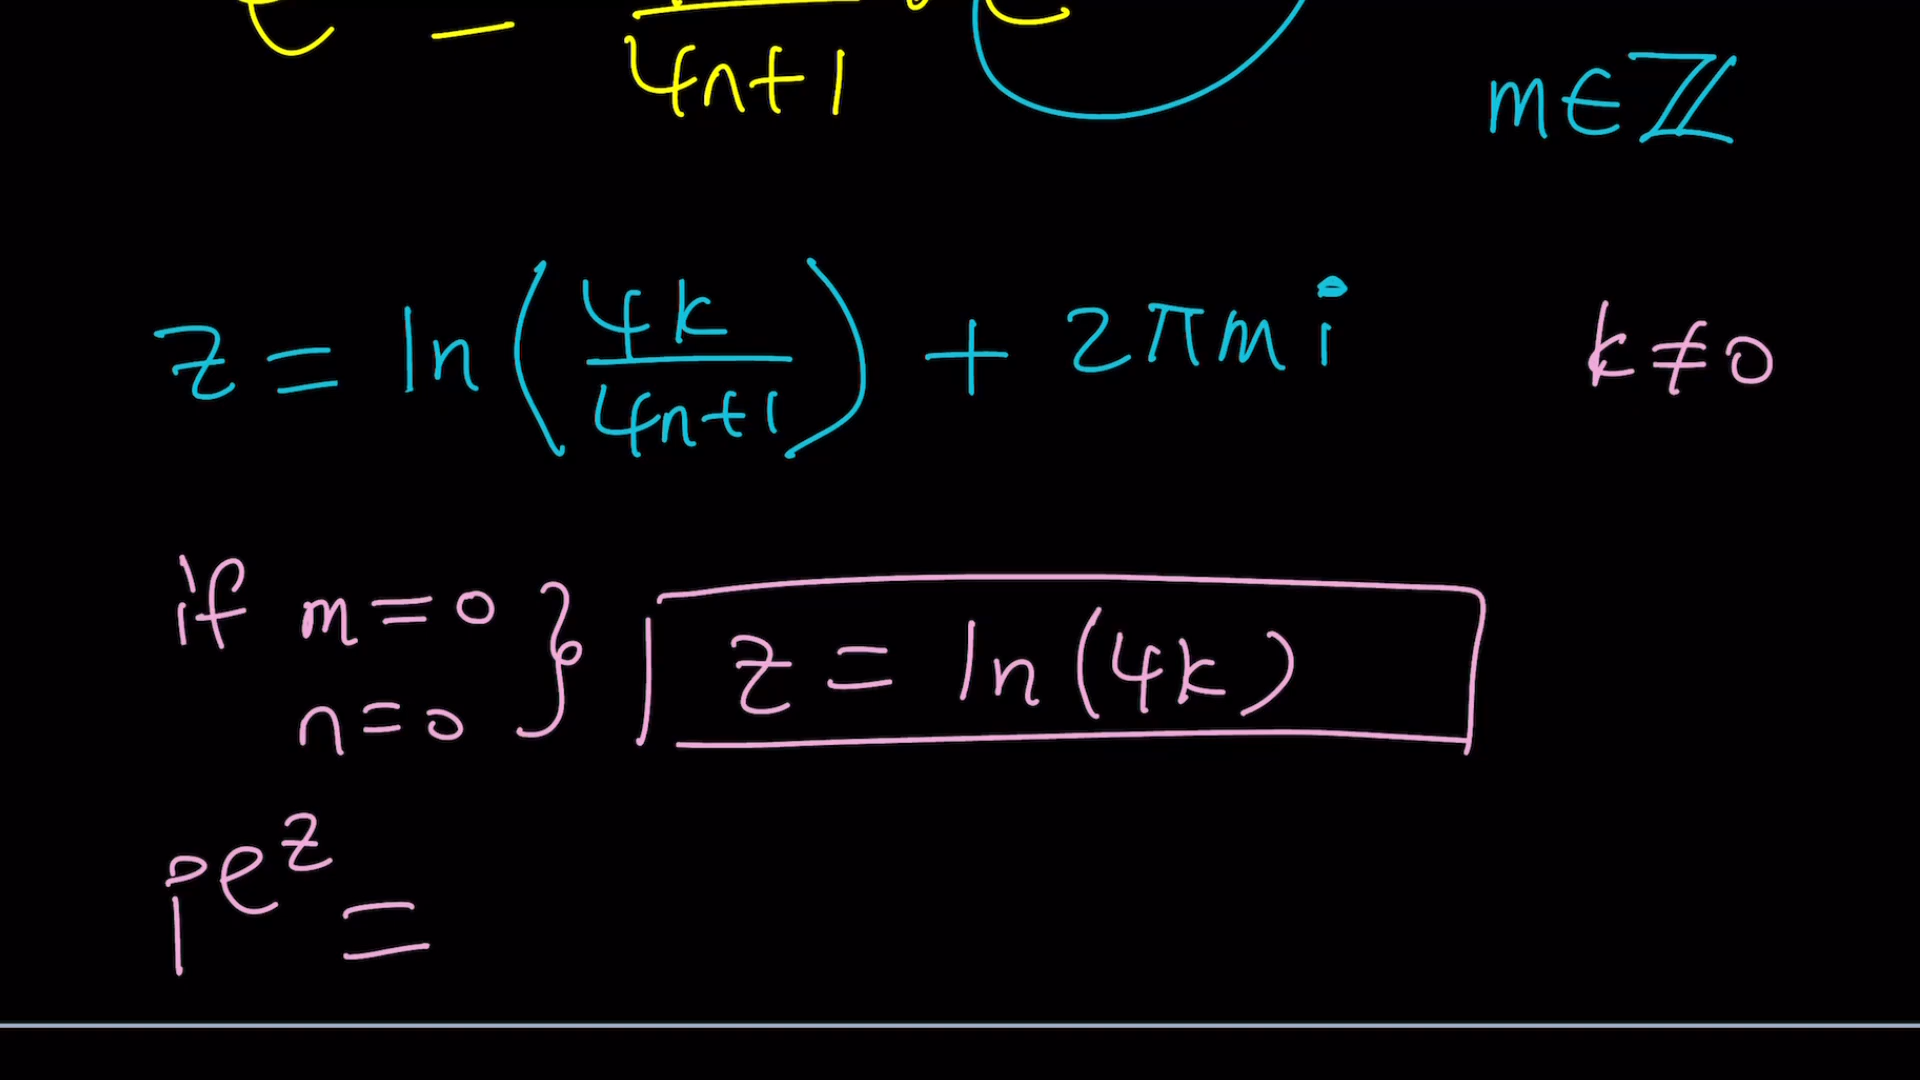 4n+1
m∈ℤ
z = ln(4k/4n+1) + 2πmi k≠0
if m=0
n=0 } z = ln(4k)
ie^z =